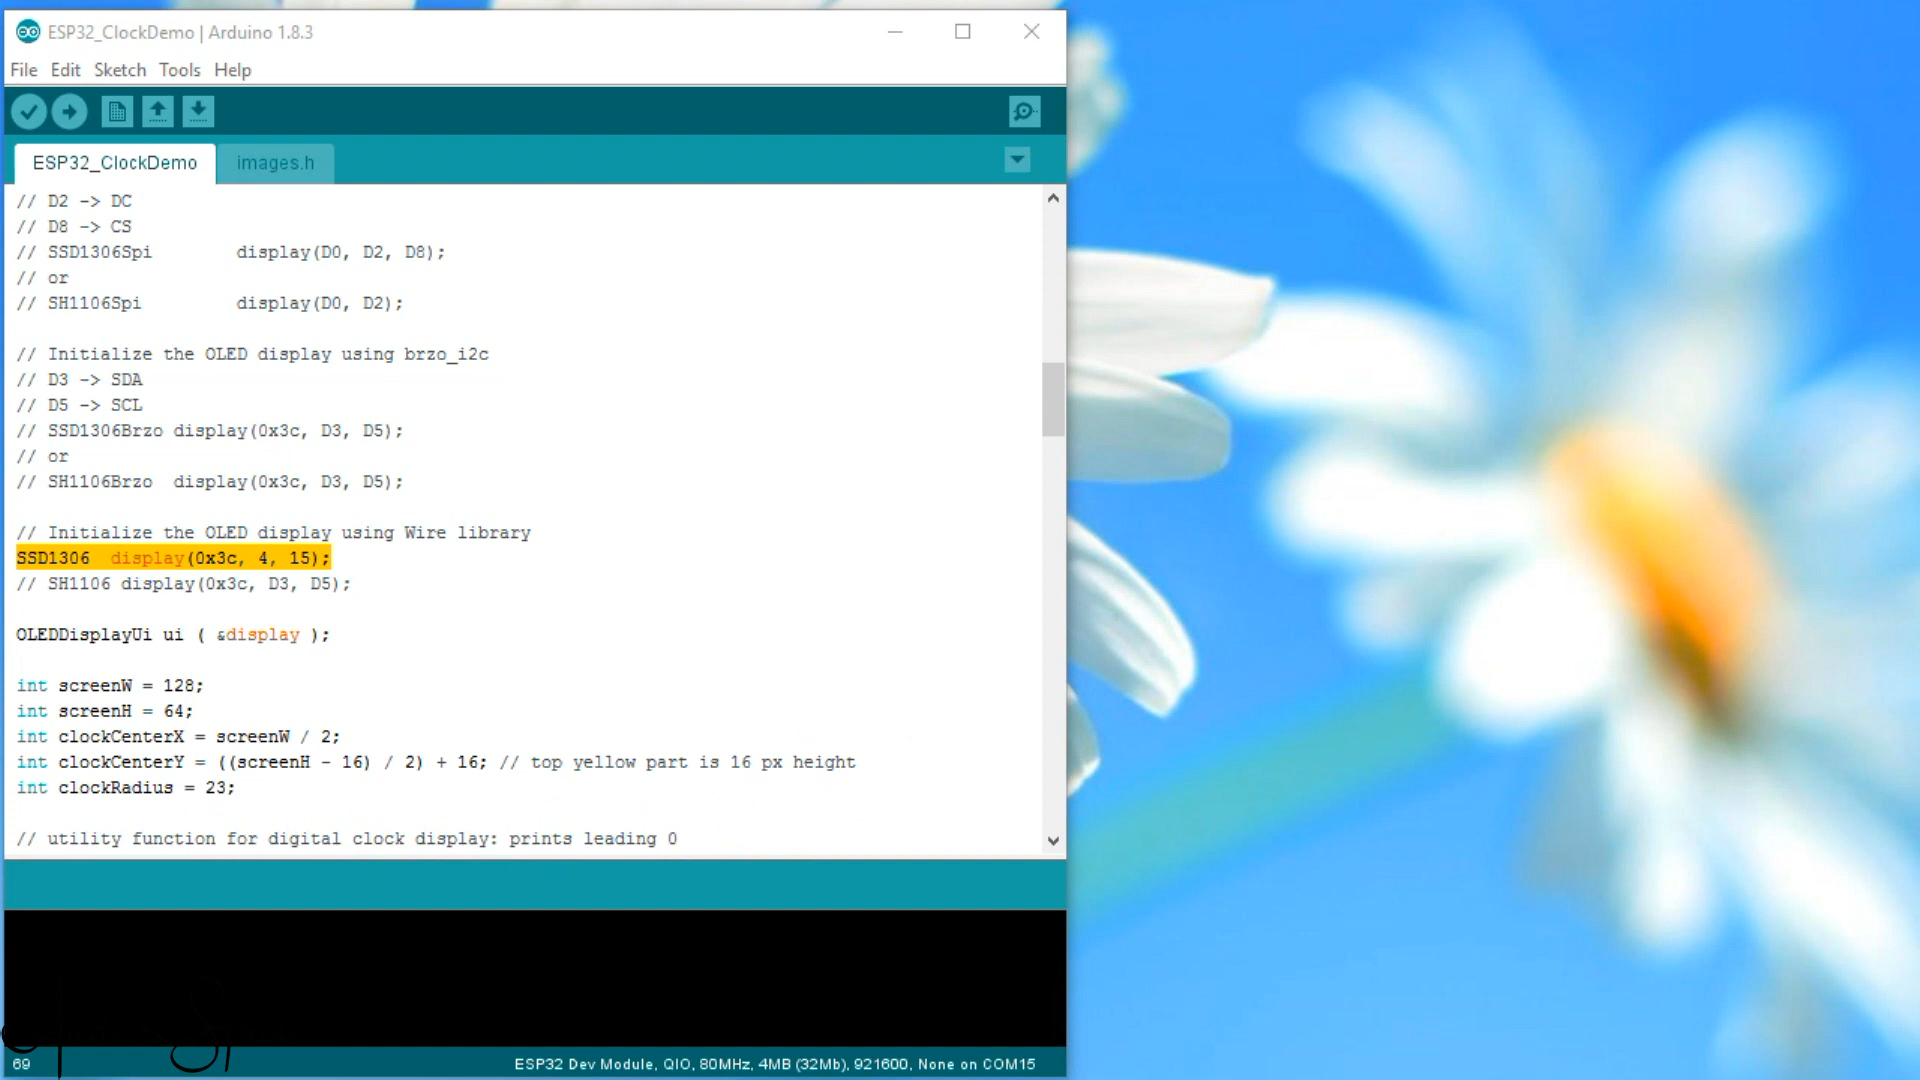 ESP32_ClockDemo | Arduino 1.8.3
File Edit Sketch Tools Help
ESP32_ClockDemo images.h
// D2 -> DC
// D8 -> CS
// SSD1306Spi        display(D0, D2, D8);
// or
// SH1106Spi         display(D0, D2);
// Initialize the OLED display using brzo_i2c
// D3 -> SDA
// D5 -> SCL
// SSD1306Brzo display(0x3c, D3, D5);
// or
// SH1106Brzo  display(0x3c, D3, D5);
// Initialize the OLED display using Wire library
SSD1306  display(0x3c, 4, 15);
// SH1106 display(0x3c, D3, D5);
OLEDDisplayUi ui ( &display );
int screenW = 128;
int screenH = 64;
int clockCenterX = screenW / 2;
int clockCenterY = ((screenH - 16) / 2) + 16; // top yellow part is 16 px height
int clockRadius = 23;
// utility function for digital clock display: prints leading 0
69
ESP32 Dev Module, QIO, 80MHz, 4MB (32Mb), 921600, None on COM15